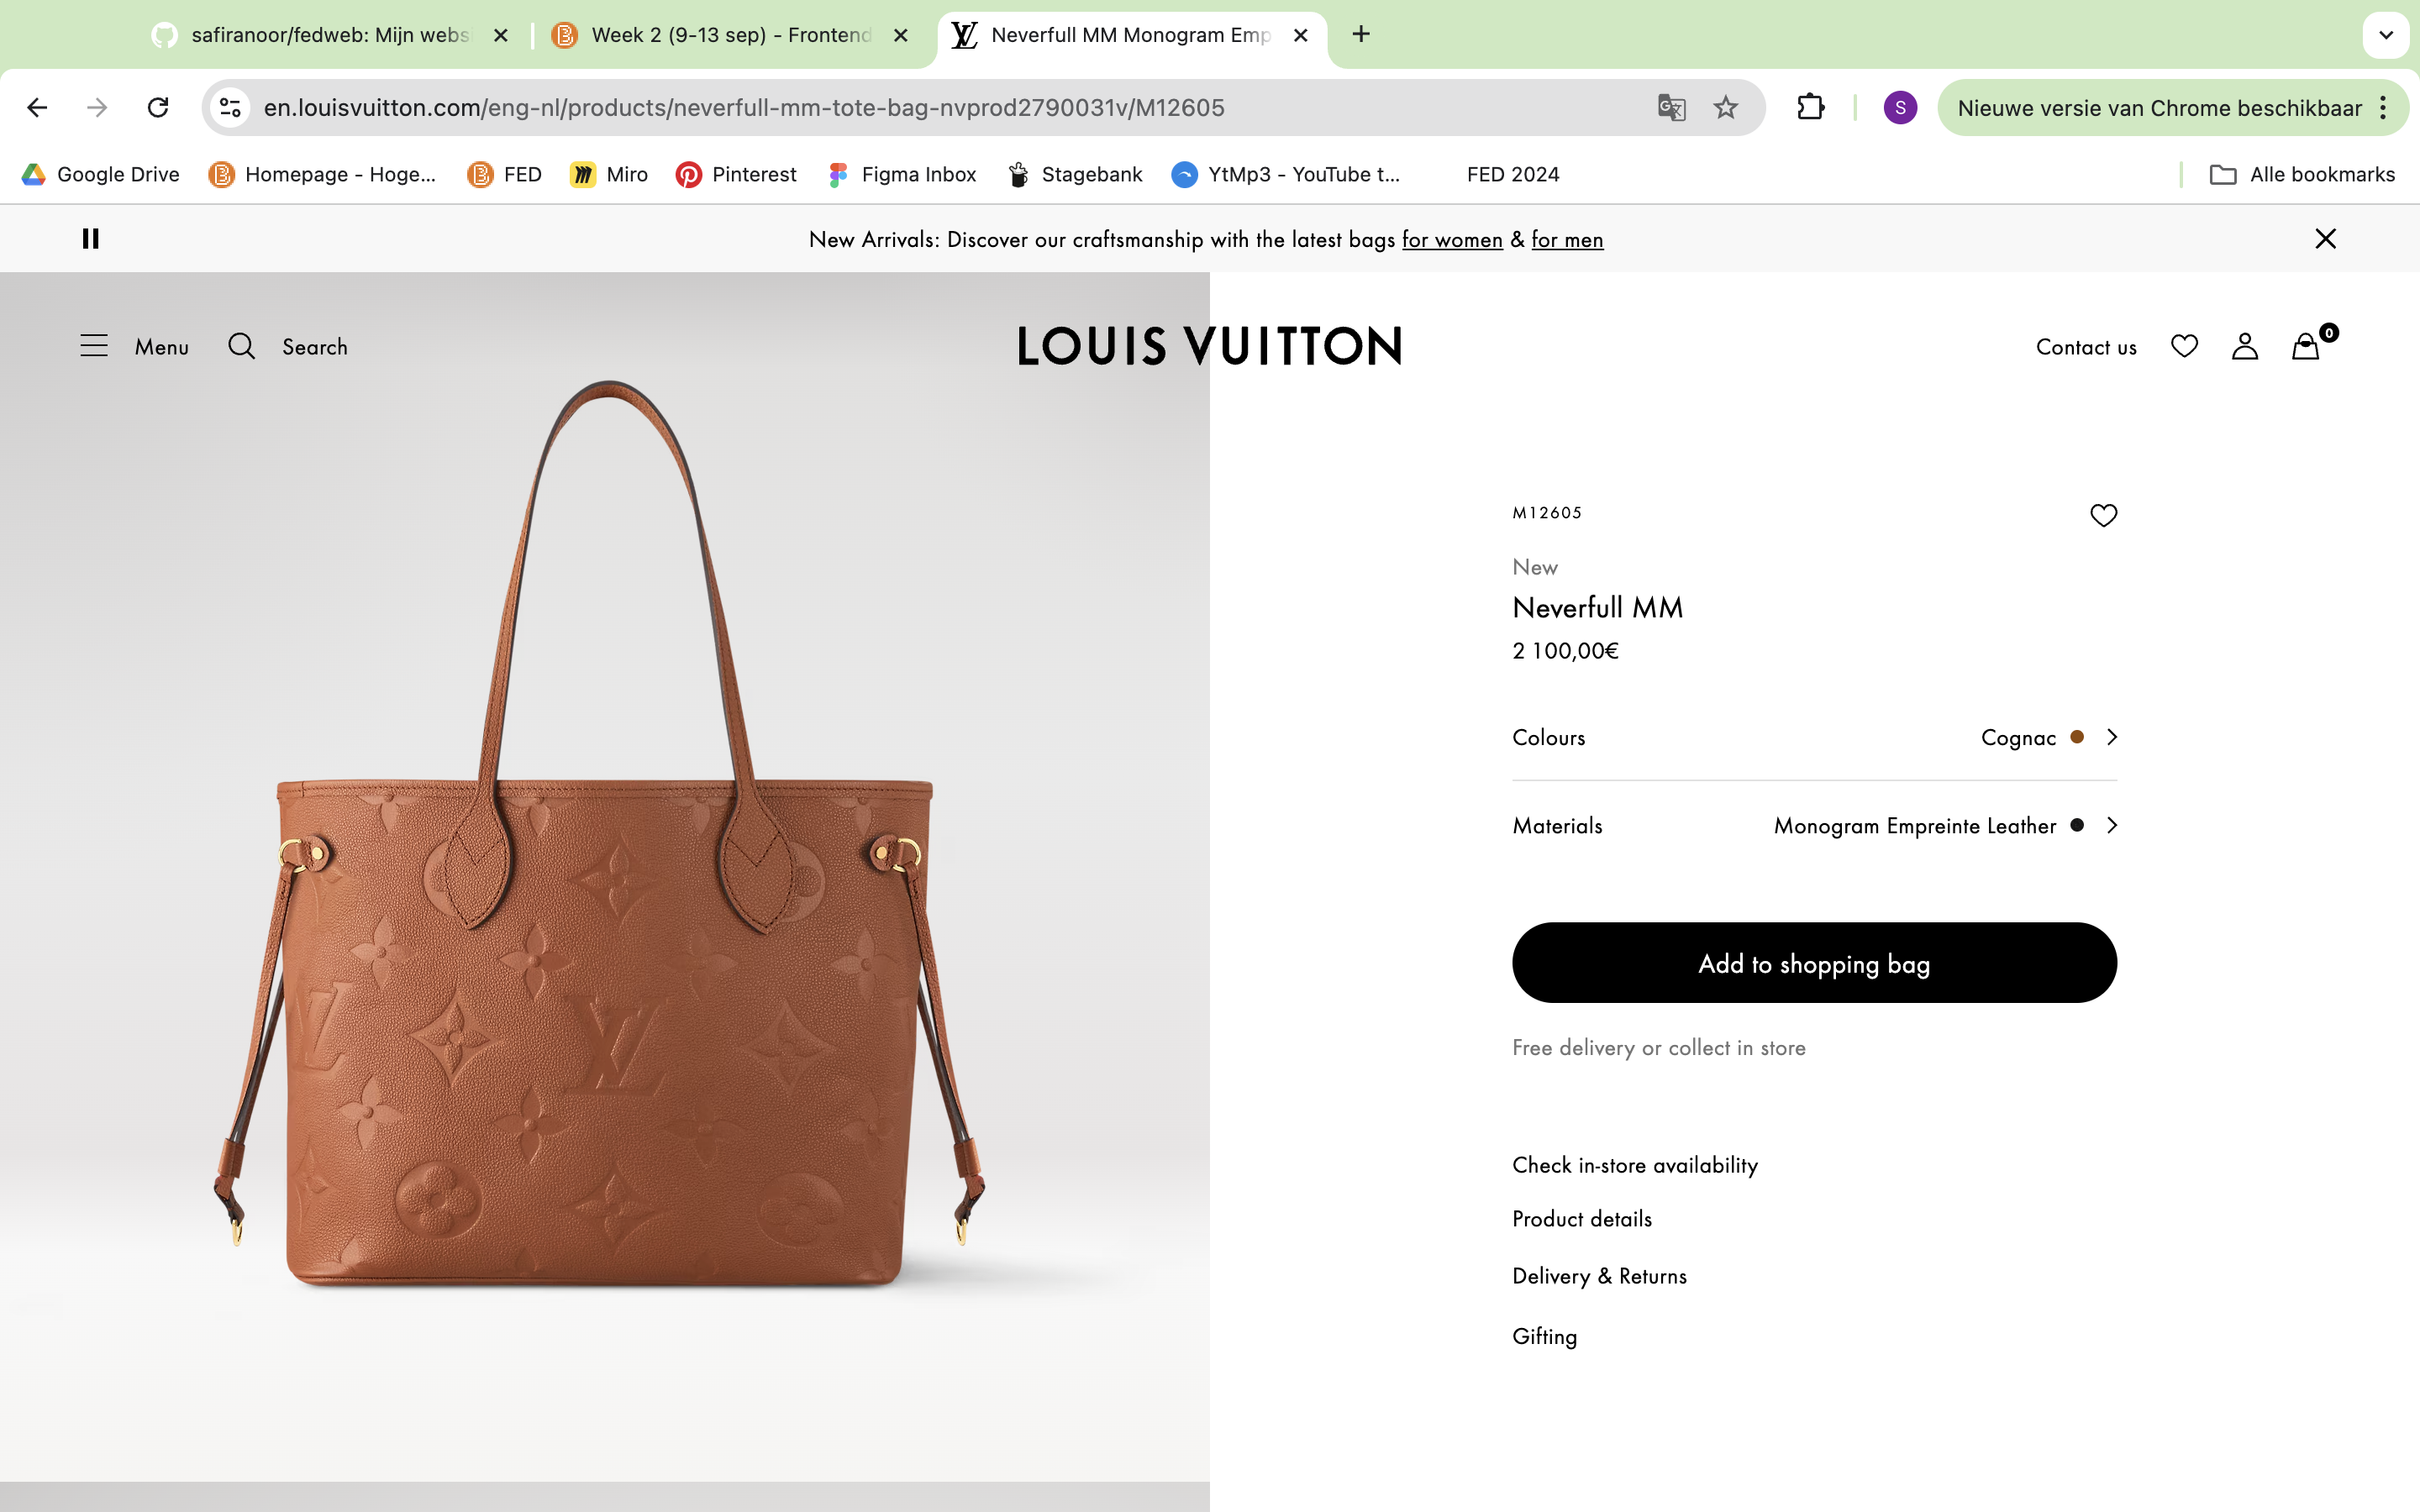 safiranoor/fedweb: Mijn webs
Week 2 (9-13 sep) - Frontend
Neverfull MM Monogram Emp
en.louisvuitton.com/eng-nl/products/neverfull-mm-tote-bag-nvprod2790031v/M12605
S
Nieuwe versie van Chrome beschikbaar
Google Drive
Homepage - Hoge...
FED
Miro
Pinterest
Figma Inbox
Stagebank
YtMp3 - YouTube t...
FED 2024
Alle bookmarks
New Arrivals: Discover our craftsmanship with the latest bags for women & for men
Menu
Search
LOUIS VUITTON
Contact us
0
M12605
New
Neverfull MM
2 100,00€
Colours
Cognac
Materials
Monogram Empreinte Leather
Add to shopping bag
Free delivery or collect in store
Check in-store availability
Product details
Delivery & Returns
Gifting
LV